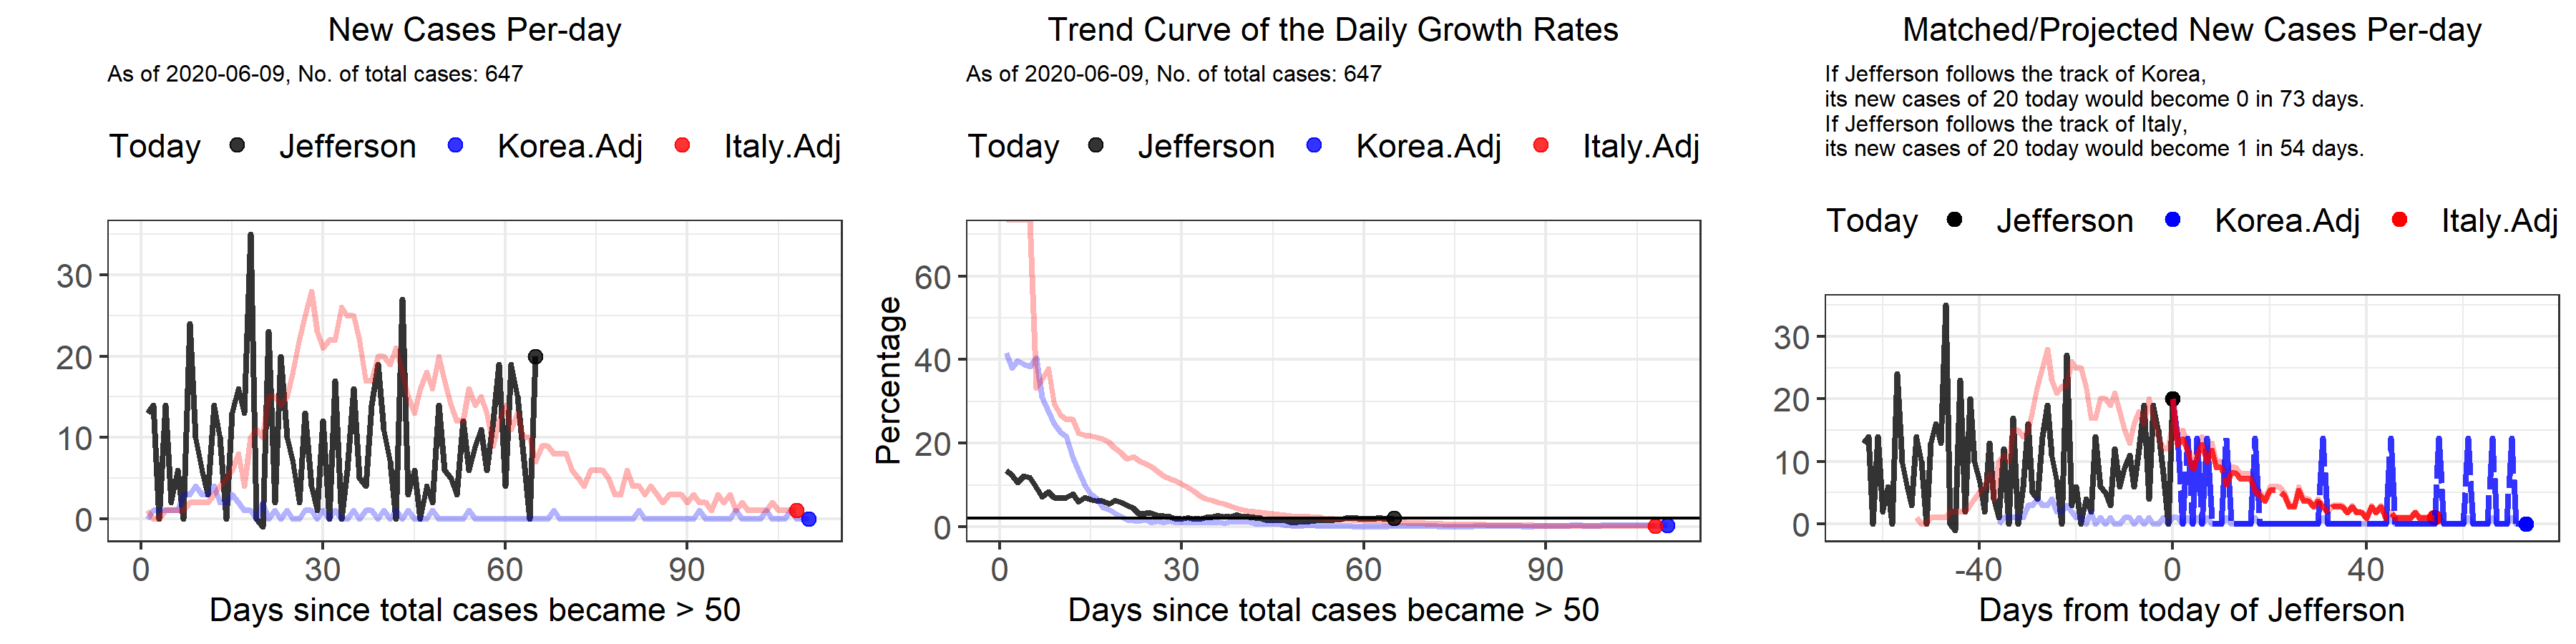 New Cases Per-day
As of 2020-06-09, No. of total cases: 647
Today Jefferson Korea.Adj Italy.Adj
30
20
10
0
0 30 60 90
Days since total cases became > 50
Trend Curve of the Daily Growth Rates
As of 2020-06-09, No. of total cases: 647
Today Jefferson Korea.Adj Italy.Adj
Percentage
60
40
20
0
0 30 60 90
Days since total cases became > 50
Matched/Projected New Cases Per-day
If Jefferson follows the track of Korea,
its new cases of 20 today would become 0 in 73 days.
If Jefferson follows the track of Italy,
its new cases of 20 today would become 1 in 54 days.
Today Jefferson Korea.Adj Italy.Adj
30
20
10
0
-40 0 40
Days from today of Jefferson